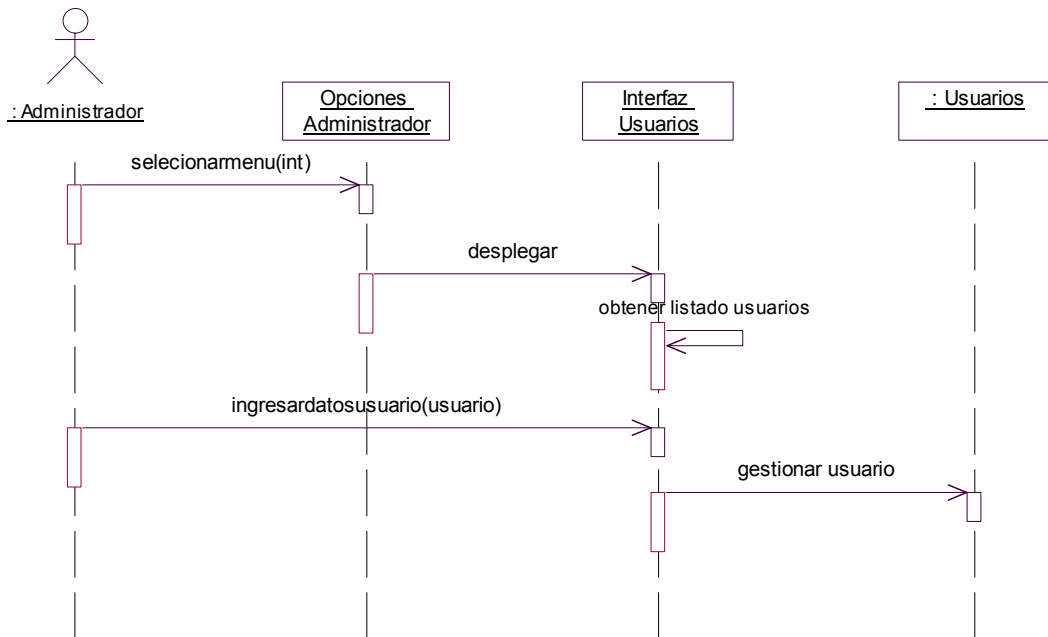 : Administrador
Opciones
Administrador
Interfaz
Usuarios
: Usuarios
selecionarmenu(int)
desplegar
obtener listado usuarios
ingresardatosusuario(usuario)
gestionar usuario